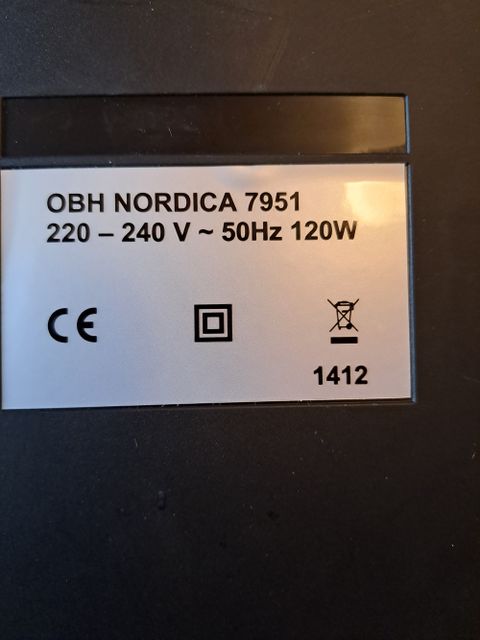 OBH NORDICA 7951
220 – 240 V ~ 50Hz 120W
CE
1412